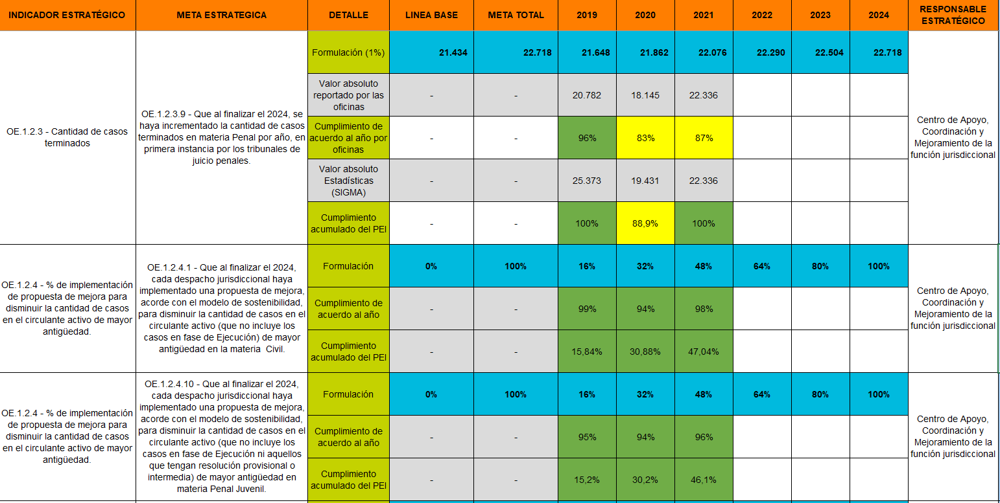 INDICADOR ESTRATÉGICO
META ESTRATEGICA
DETALLE
LINEA BASE
META TOTAL
2019
2020
2021
2022
2023
2024
RESPONSABLE
ESTRATÉGICO
OE.1.2.3 - Cantidad de casos
terminados
OE.1.2.3.9 - Que al finalizar el 2024, se
haya incrementado la cantidad de casos
terminados en materia Penal por año, en
primera instancia por los tribunales de
juicio penales.
Formulación (1%)
21.434
22.718
21.648
21.862
22.076
22.290
22.504
22.718
Valor absoluto
reportado por las
oficinas
-
-
20.782
18.145
22.336
Cumplimiento de
acuerdo al año por
oficinas
-
-
96%
83%
87%
Valor absoluto
Estadísticas
(SIGMA)
-
-
25.373
19.431
22.336
Cumplimiento
acumulado del PEI
-
-
100%
88,9%
100%
Centro de Apoyo,
Coordinación y
Mejoramiento de la
función jurisdiccional
OE.1.2.4 - % de implementación
de propuesta de mejora para
disminuir la cantidad de casos
en el circulante activo de mayor
antigüedad.
OE.1.2.4.1 - Que al finalizar el 2024,
cada despacho jurisdiccional haya
implementado una propuesta de mejora,
acorde con el modelo de sostenibilidad,
para disminuir la cantidad de casos en el
circulante activo (que no incluye los
casos en fase de Ejecución) de mayor
antigüedad en la materia  Civil.
Formulación
0%
100%
16%
32%
48%
64%
80%
100%
Cumplimiento de
acuerdo al año
-
-
99%
94%
98%
Cumplimiento
acumulado del PEI
-
-
15,84%
30,88%
47,04%
Centro de Apoyo,
Coordinación y
Mejoramiento de la
función jurisdiccional
OE.1.2.4 - % de implementación
de propuesta de mejora para
disminuir la cantidad de casos
en el circulante activo de mayor
antigüedad.
OE.1.2.4.10 - Que al finalizar el 2024,
cada despacho jurisdiccional haya
implementado una propuesta de mejora,
acorde con el modelo de sostenibilidad,
para disminuir la cantidad de casos en el
circulante activo (que no incluye los
casos en fase de Ejecución ni aquellos
que tengan resolución provisional o
intermedia) de mayor antigüedad en
materia Penal Juvenil.
Formulación
0%
100%
16%
32%
48%
64%
80%
100%
Cumplimiento de
acuerdo al año
-
-
95%
94%
96%
Cumplimiento
acumulado del PEI
-
-
15,2%
30,2%
46,1%
Centro de Apoyo,
Coordinación y
Mejoramiento de la
función jurisdiccional